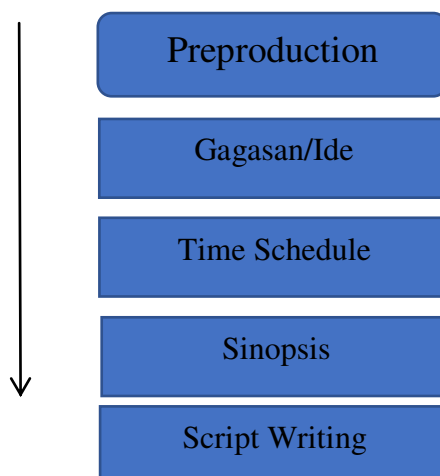 Preproduction
Gagasan/Ide
Time Schedule
Sinopsis
Script Writing